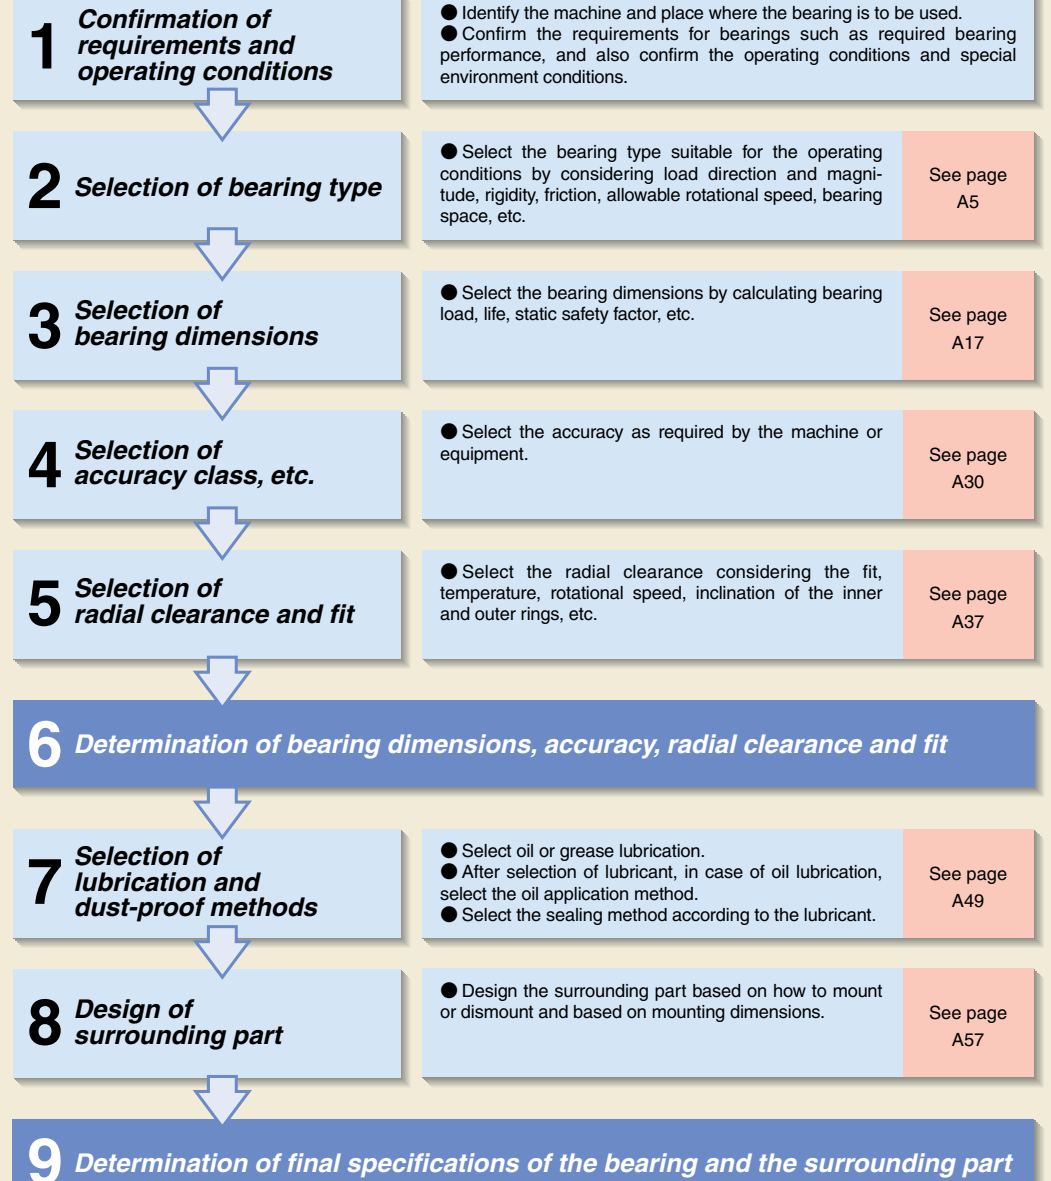 1
Confirmation of
requirements and
operating conditions
● Identify the machine and place where the bearing is to be used.
● Confirm the requirements for bearings such as required bearing
performance, and also confirm the operating conditions and special
environment conditions.
2
Selection of bearing type
● Select the bearing type suitable for the operating
conditions by considering load direction and magni-
tude, rigidity, friction, allowable rotational speed, bearing
space, etc.
See page
A5
3
Selection of
bearing dimensions
● Select the bearing dimensions by calculating bearing
load, life, static safety factor, etc.
See page
A17
4
Selection of
accuracy class, etc.
● Select the accuracy as required by the machine or
equipment.
See page
A30
5
Selection of
radial clearance and fit
● Select the radial clearance considering the fit,
temperature, rotational speed, inclination of the inner
and outer rings, etc.
See page
A37
6 Determination of bearing dimensions, accuracy, radial clearance and fit
7
Selection of
lubrication and
dust-proof methods
● Select oil or grease lubrication.
● After selection of lubricant, in case of oil lubrication,
select the oil application method.
● Select the sealing method according to the lubricant.
See page
A49
8
Design of
surrounding part
● Design the surrounding part based on how to mount
or dismount and based on mounting dimensions.
See page
A57
9 Determination of final specifications of the bearing and the surrounding part